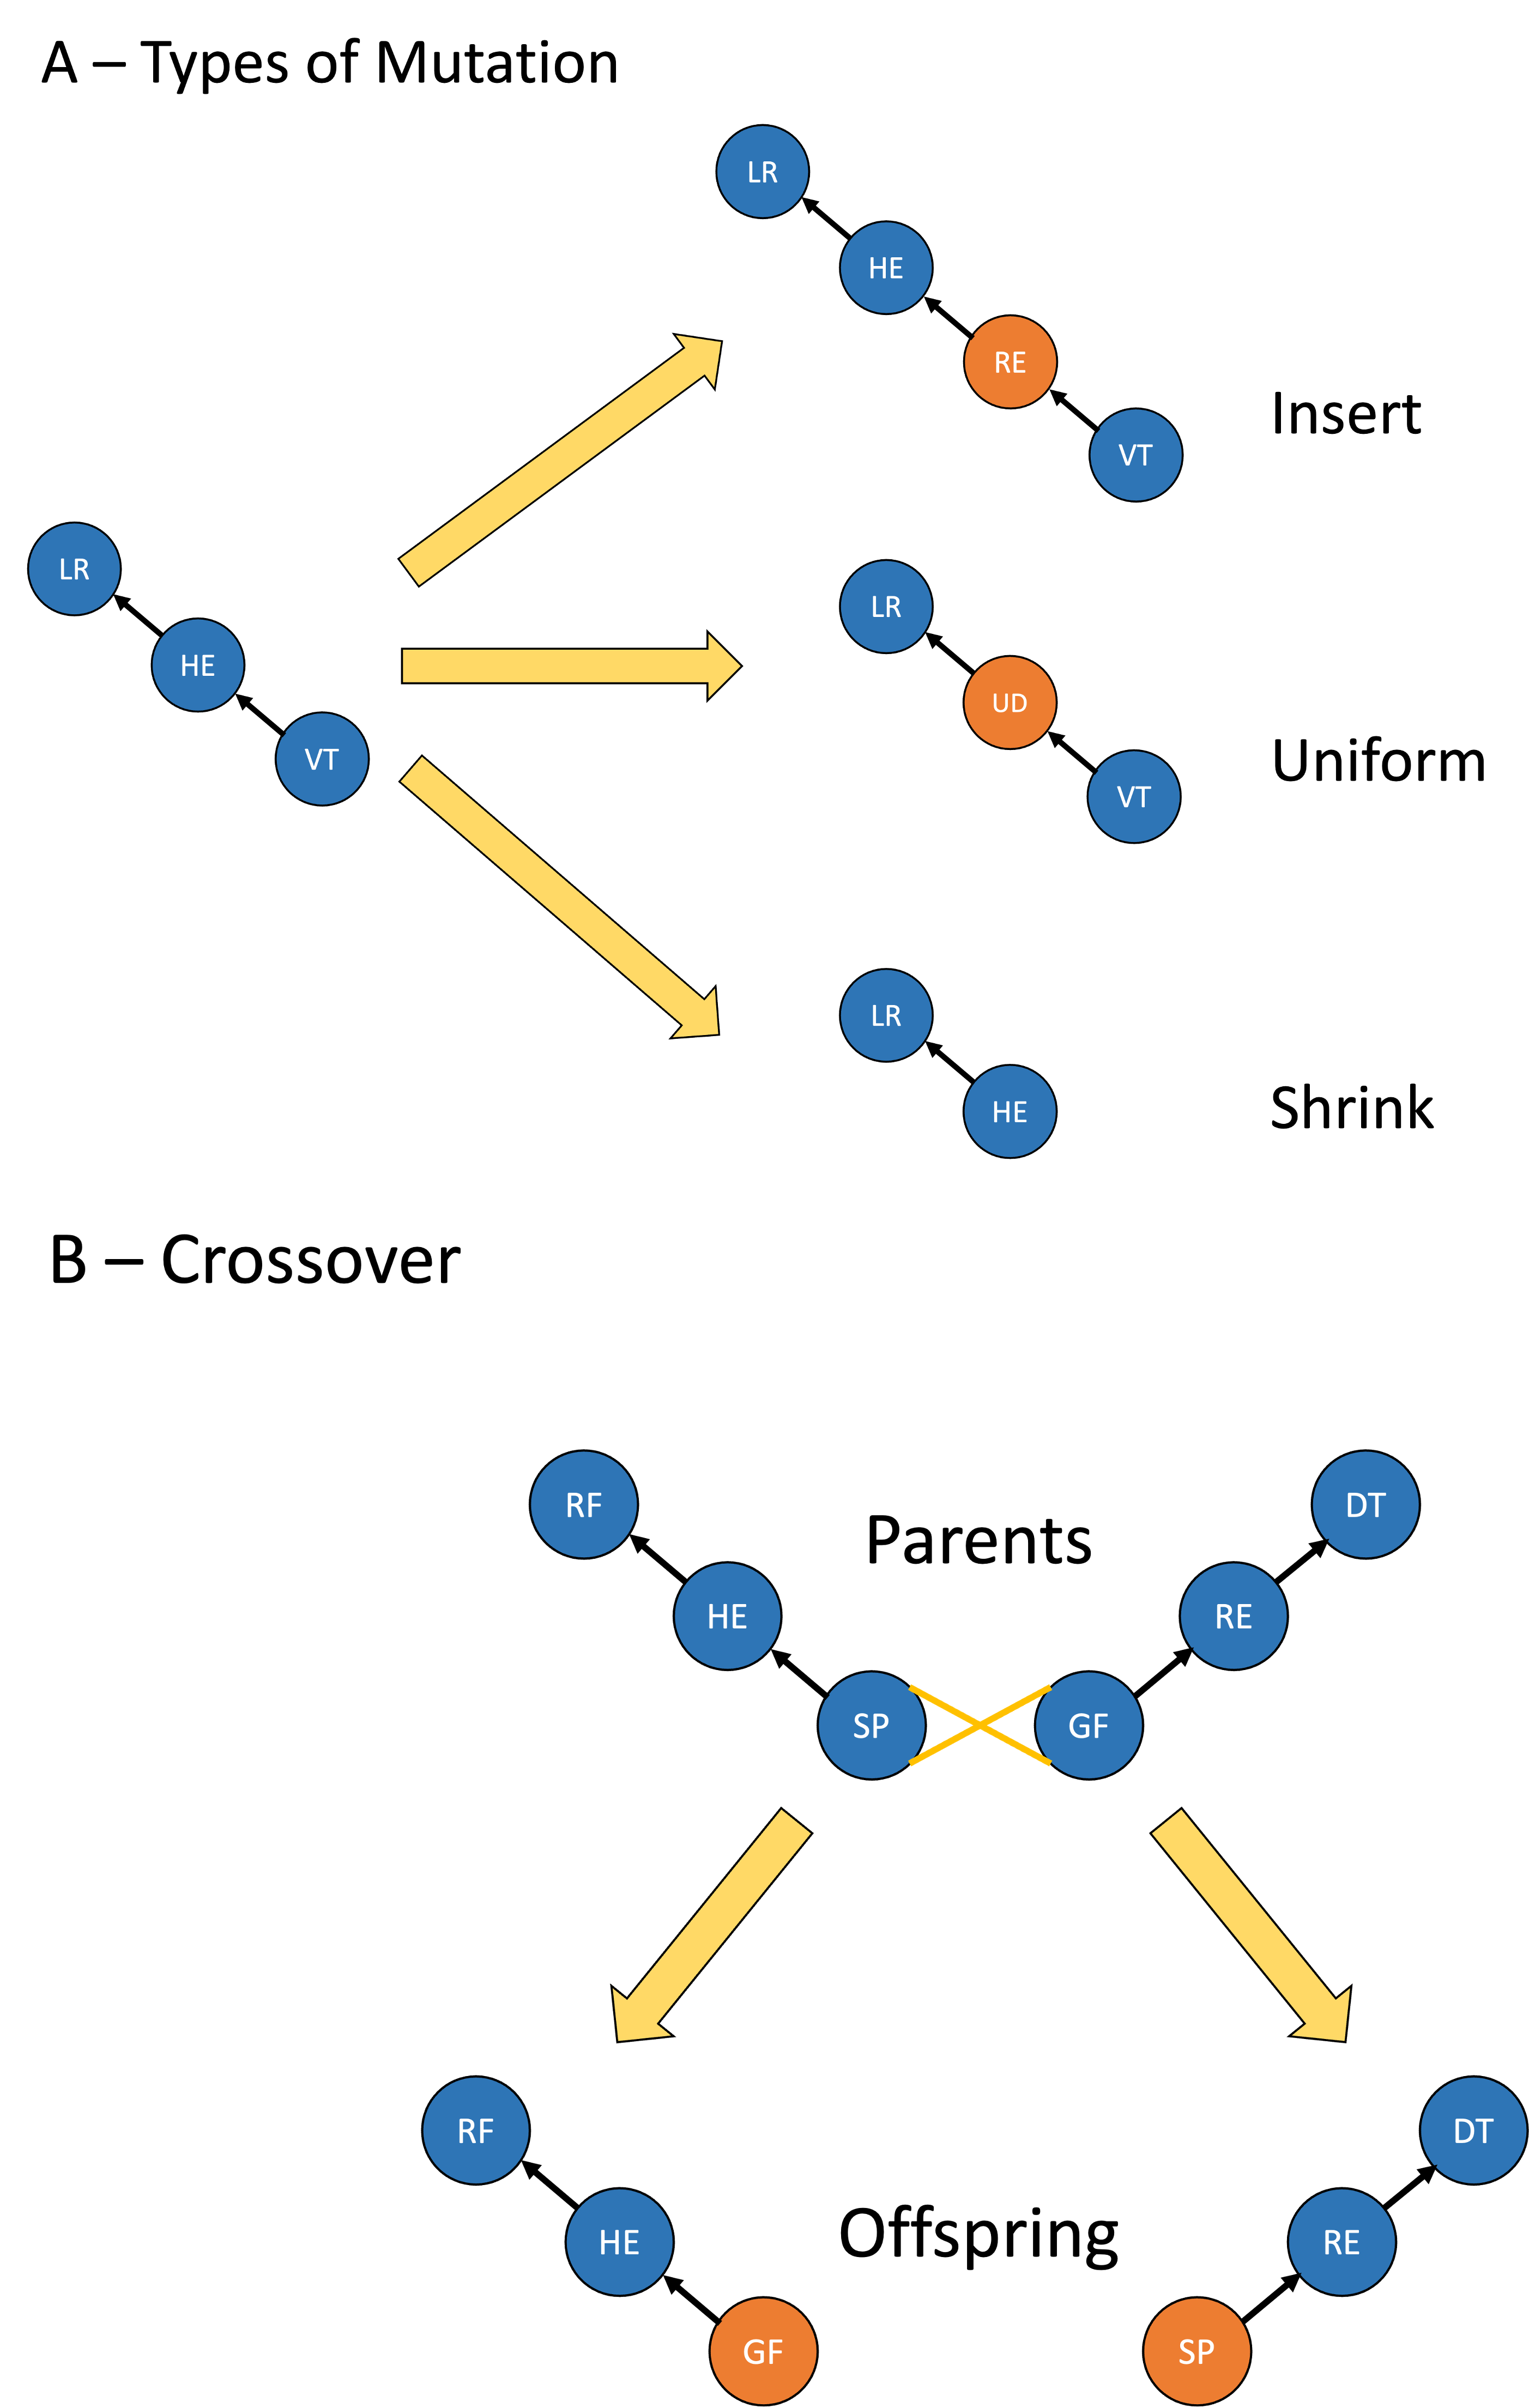 A – Types of Mutation
LR
HE
RE
VT
Insert
LR
HE
VT
LR
UD
VT
Uniform
LR
HE
Shrink
B – Crossover
RF
HE
SP
Parents
DT
RE
GF
RF
HE
GF
Offspring
DT
RE
SP